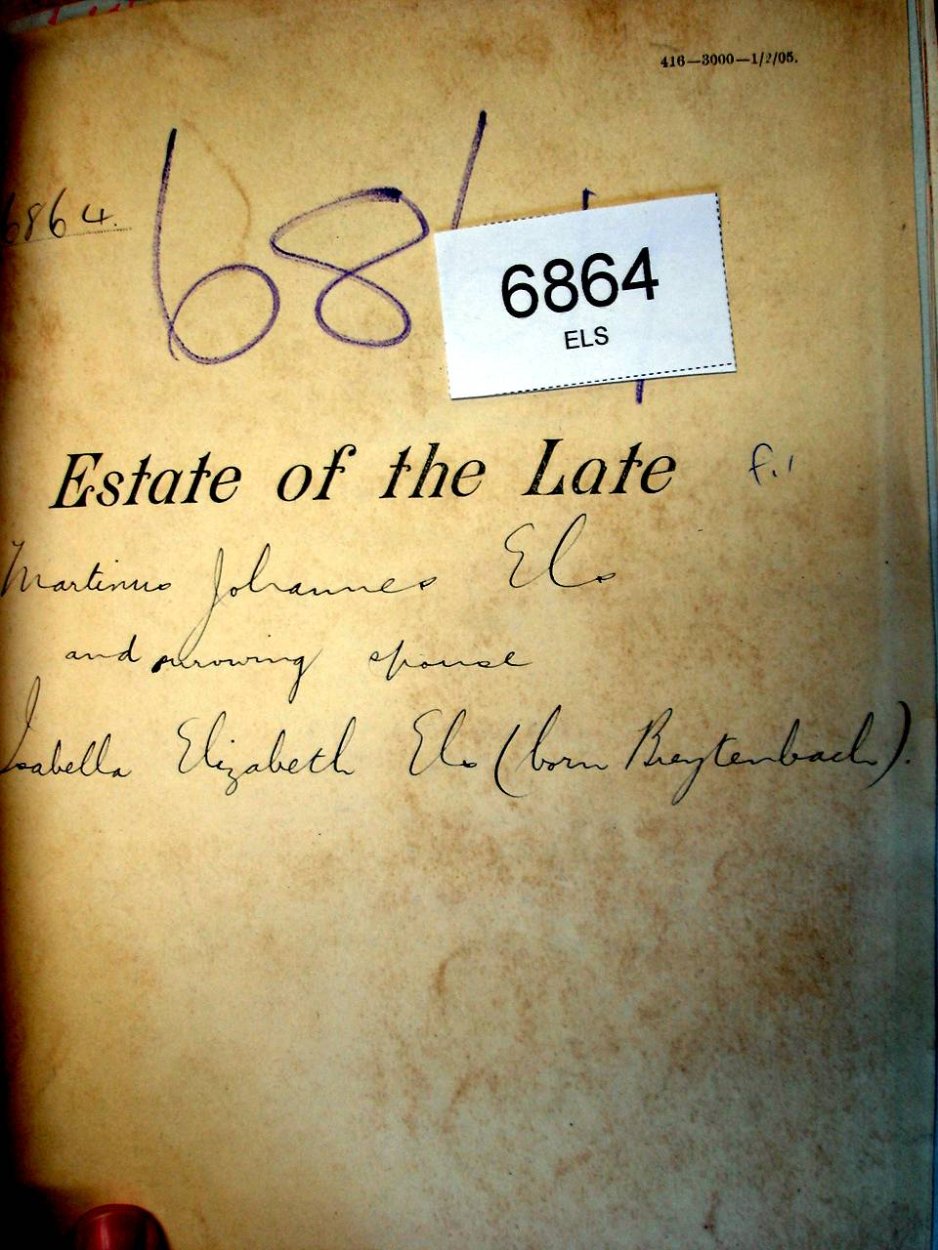 416—3000—1/2/05.
6864.
6864
6864
ELS
Estate of the Late f.1
Martinus Johannes Els
and surviving spouse
Isabella Elizabeth Els (born Breytenbach).